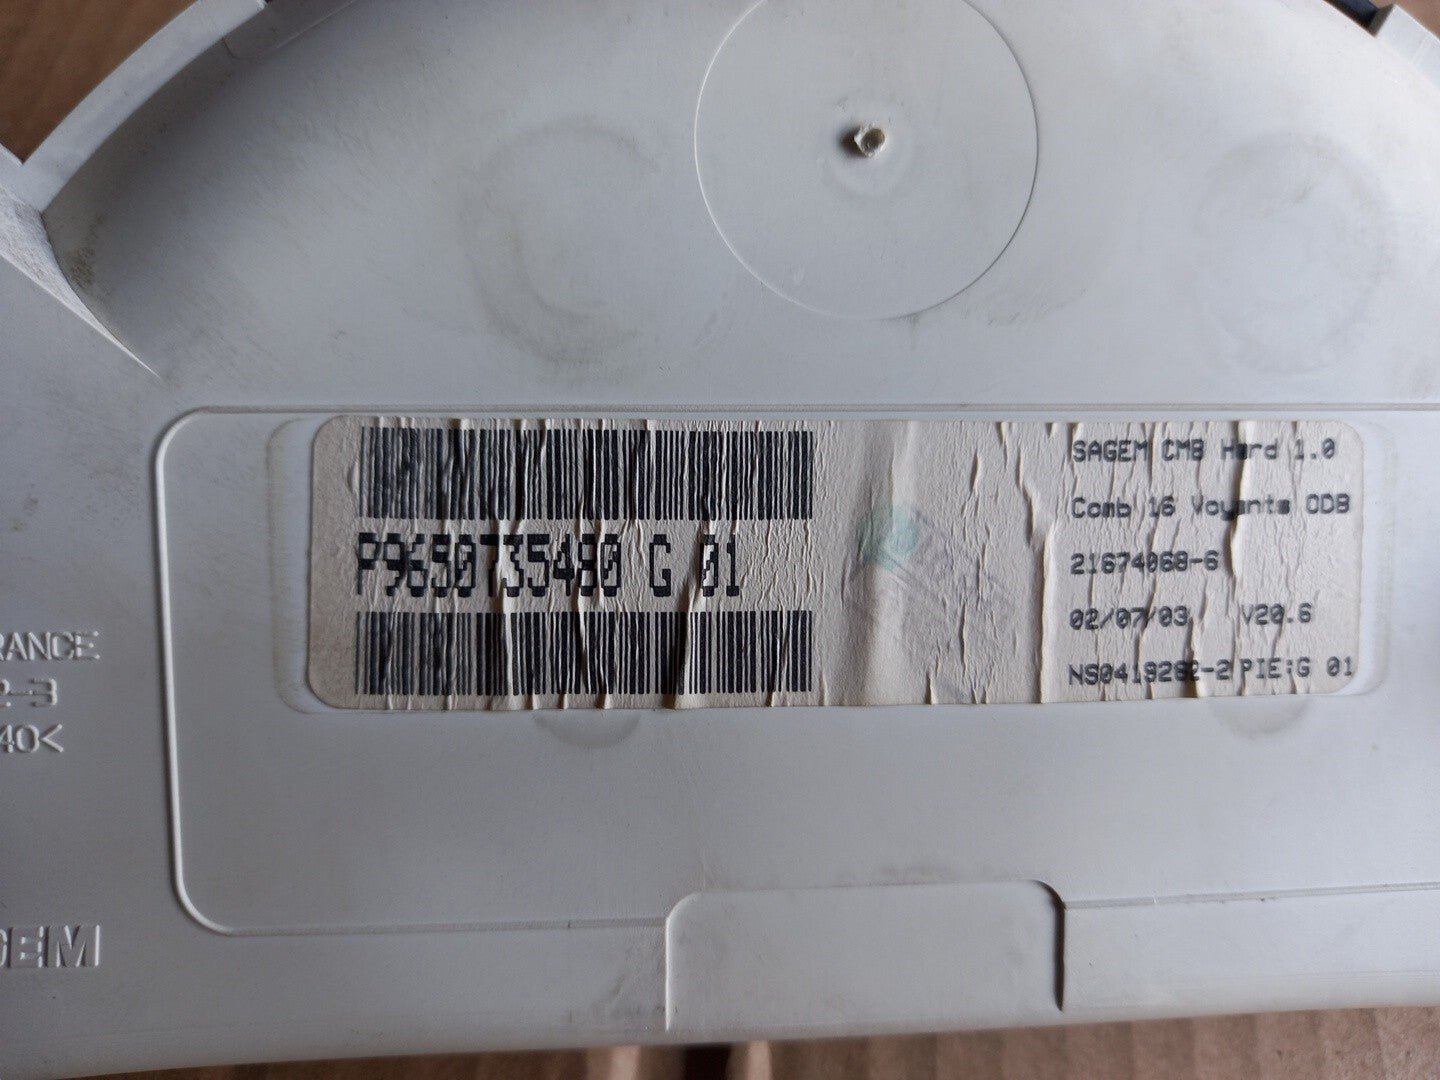 P9650735480 G 01
SAGEM CMB Hard 1.0
Comb 16 Voyants ODB
21674068-6
02/07/03 V20.6
NS0419282-2 PIE:G 01
RANCE
40<
GEM